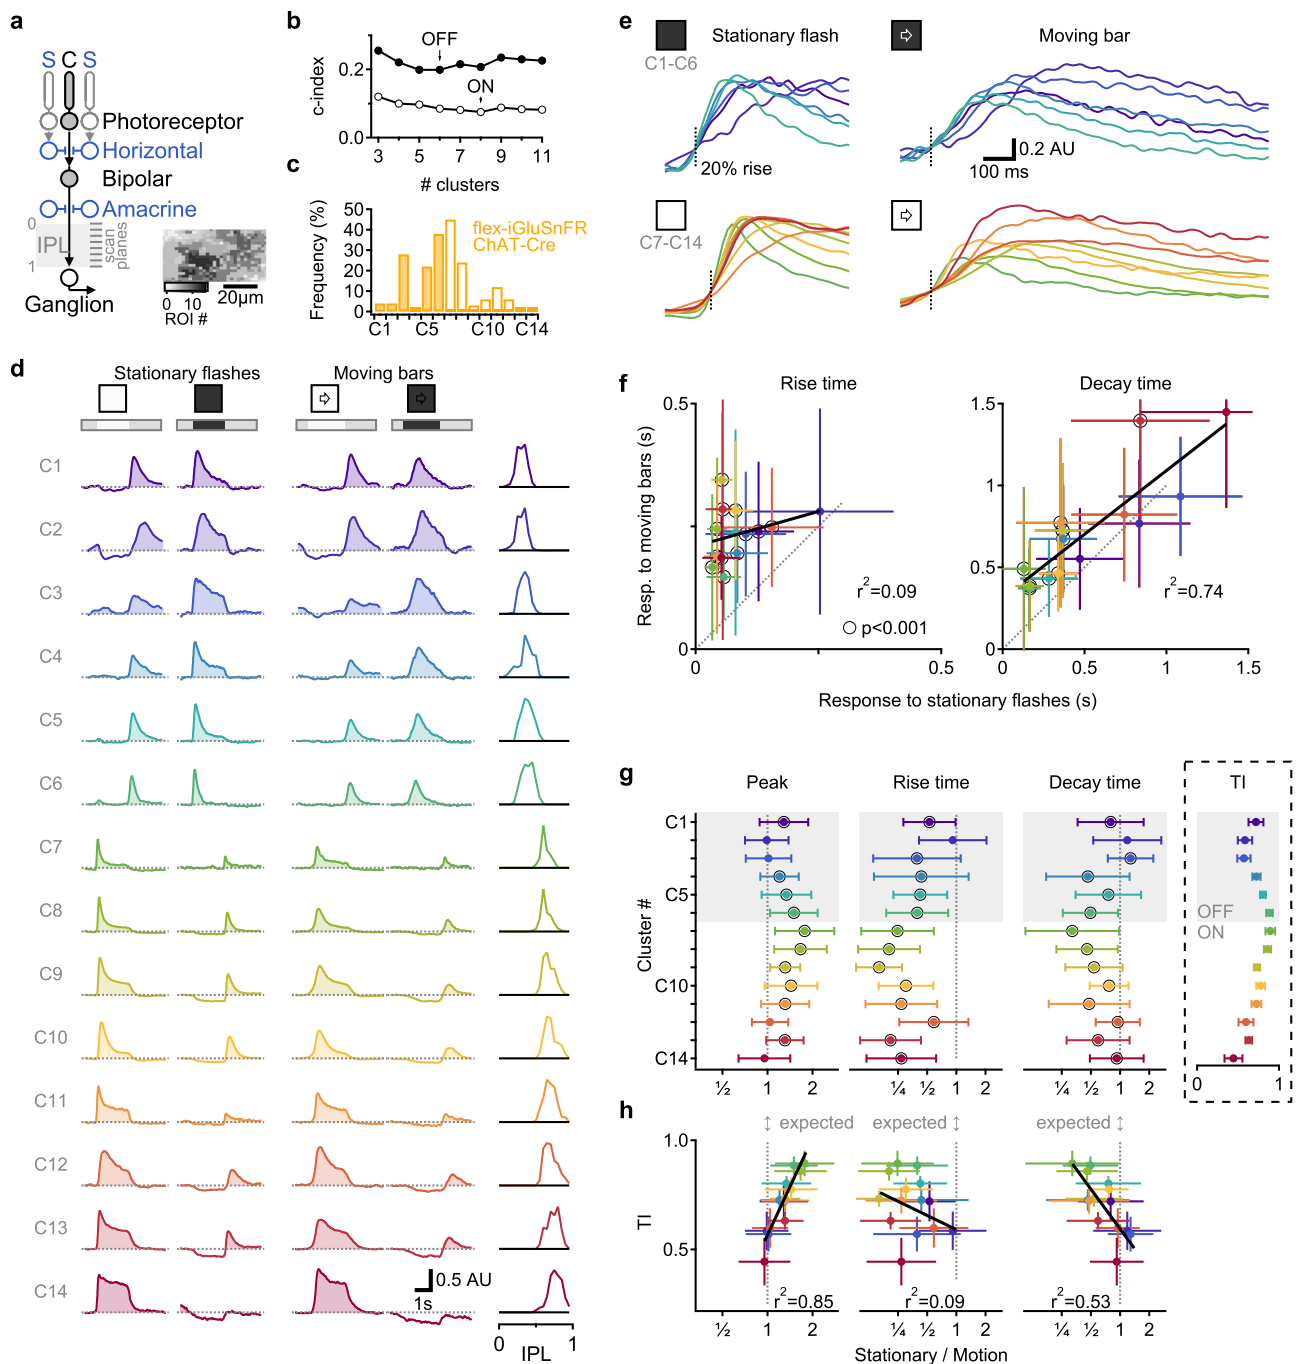 a
S C S
Photoreceptor
Horizontal
Bipolar
Amacrine
0
IPL
1
scan
planes
Ganglion
0 10
ROI #
20µm
b
c-index
0.2
0.0
OFF
ON
3 5 7 9 11
# clusters
c
Frequency (%)
50
40
30
20
10
0
flex-iGluSnFR
ChAT-Cre
C1 C5 C10 C14
d
Stationary flashes
Moving bars
C1
C2
C3
C4
C5
C6
C7
C8
C9
C10
C11
C12
C13
C14
0.5 AU
1s
0 1
IPL
e
Stationary flash
Moving bar
C1-C6
20% rise
0.2 AU
100 ms
C7-C14
f
Rise time
Decay time
Resp. to moving bars (s)
0.5
0
r²=0.09
p<0.001
0 0.5
1.5
1
0.5
0
r²=0.74
0 0.5 1 1.5
Response to stationary flashes (s)
g
Peak
Rise time
Decay time
TI
Cluster #
C1
C5
C10
C14
OFF
ON
½ 1 2
¼ ½ 1 2
½ 1 2
0 1
h
↕ expected
expected ↕
expected ↕
TI
1.0
0.5
r²=0.85
r²=0.09
r²=0.53
½ 1 2
¼ ½ 1 2
½ 1 2
Stationary / Motion